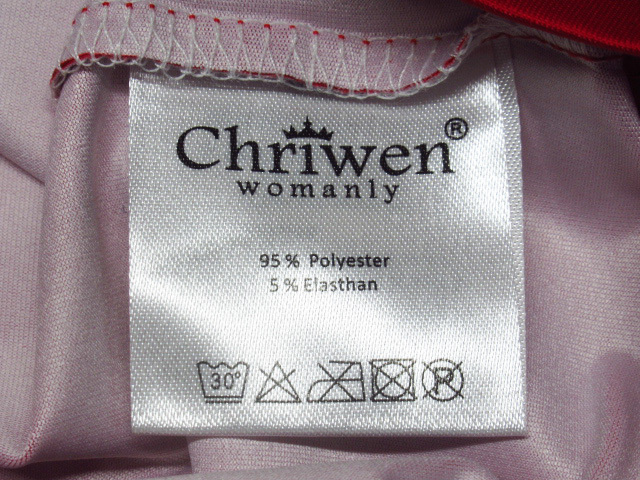 Chriwen®
womanly
95 % Polyester
5 % Elasthan
30°
R